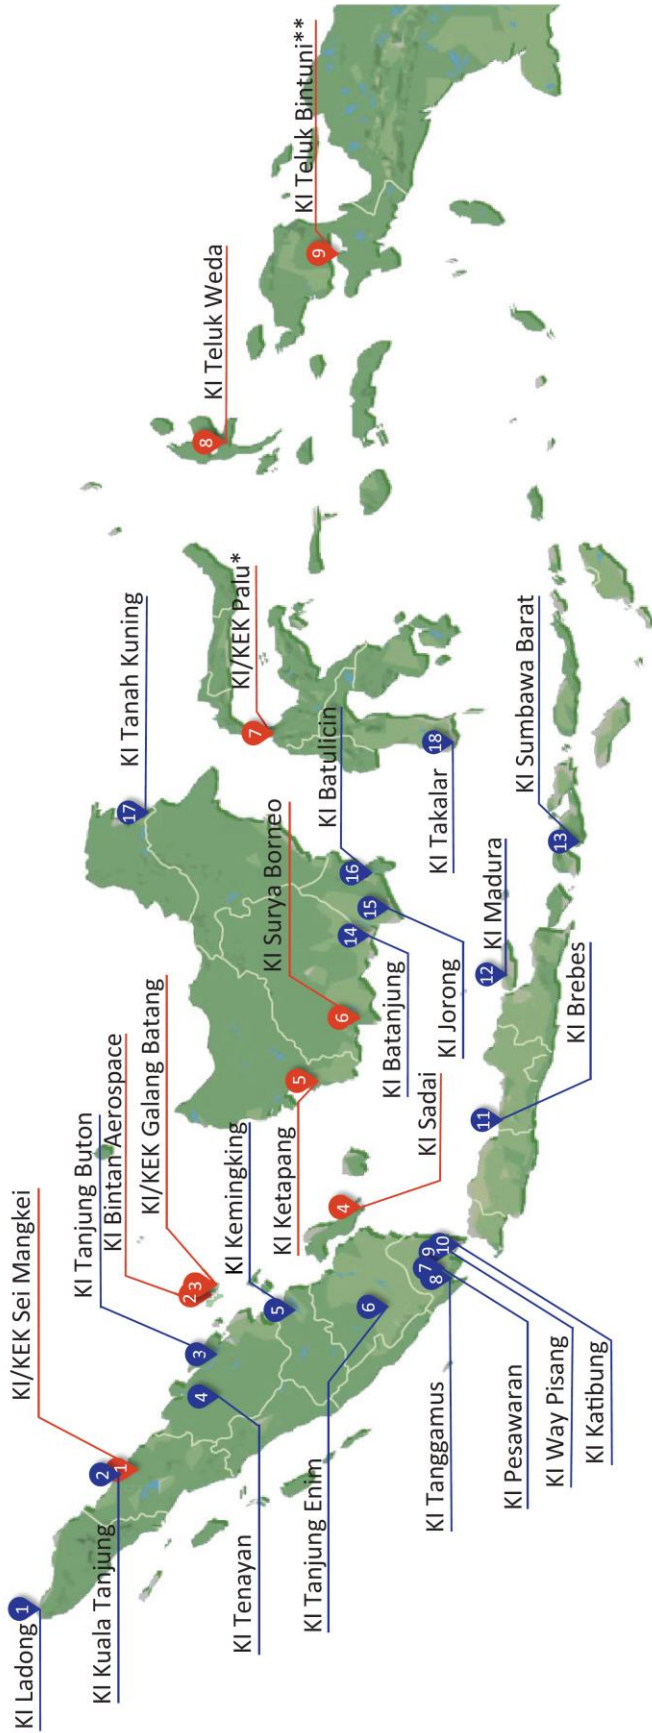 KI Ladong
1
KI Kuala Tanjung
2
KI/KEK Sei Mangkei
1
KI Tenayan
4
KI Tanjung Buton
3
KI Bintan Aerospace
2
KI/KEK Galang Batang
3
KI Kemingking
5
KI Tanjung Enim
6
KI Tanggamus
8
KI Pesawaran
7
KI Way Pisang
9
KI Katibung
10
KI Sadai
4
KI Ketapang
5
KI Surya Borneo
6
KI Batanjung
14
KI Jorong
15
KI Batulicin
16
KI Tanah Kuning
17
KI Brebes
11
KI Madura
12
KI Sumbawa Barat
13
KI Takalar
18
KI/KEK Palu*
7
KI Teluk Weda
8
KI Teluk Bintuni**
9